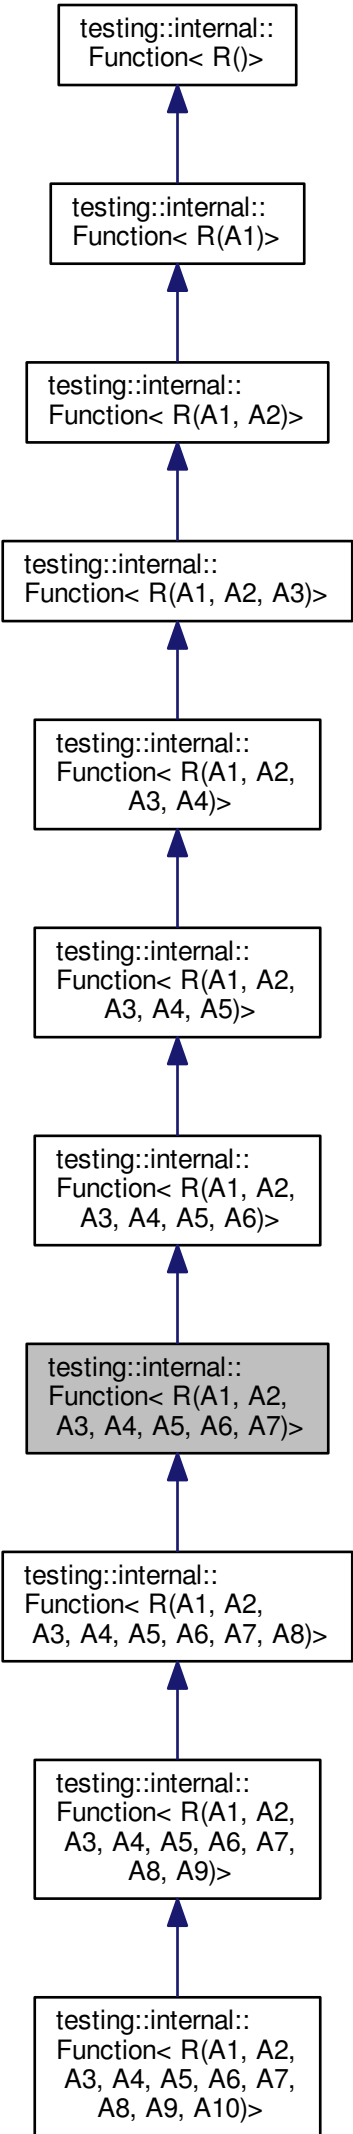 testing::internal::
Function< R()>
testing::internal::
Function< R(A1)>
testing::internal::
Function< R(A1, A2)>
testing::internal::
Function< R(A1, A2, A3)>
testing::internal::
Function< R(A1, A2,
A3, A4)>
testing::internal::
Function< R(A1, A2,
A3, A4, A5)>
testing::internal::
Function< R(A1, A2,
A3, A4, A5, A6)>
testing::internal::
Function< R(A1, A2,
A3, A4, A5, A6, A7)>
testing::internal::
Function< R(A1, A2,
A3, A4, A5, A6, A7, A8)>
testing::internal::
Function< R(A1, A2,
A3, A4, A5, A6, A7,
A8, A9)>
testing::internal::
Function< R(A1, A2,
A3, A4, A5, A6, A7,
A8, A9, A10)>